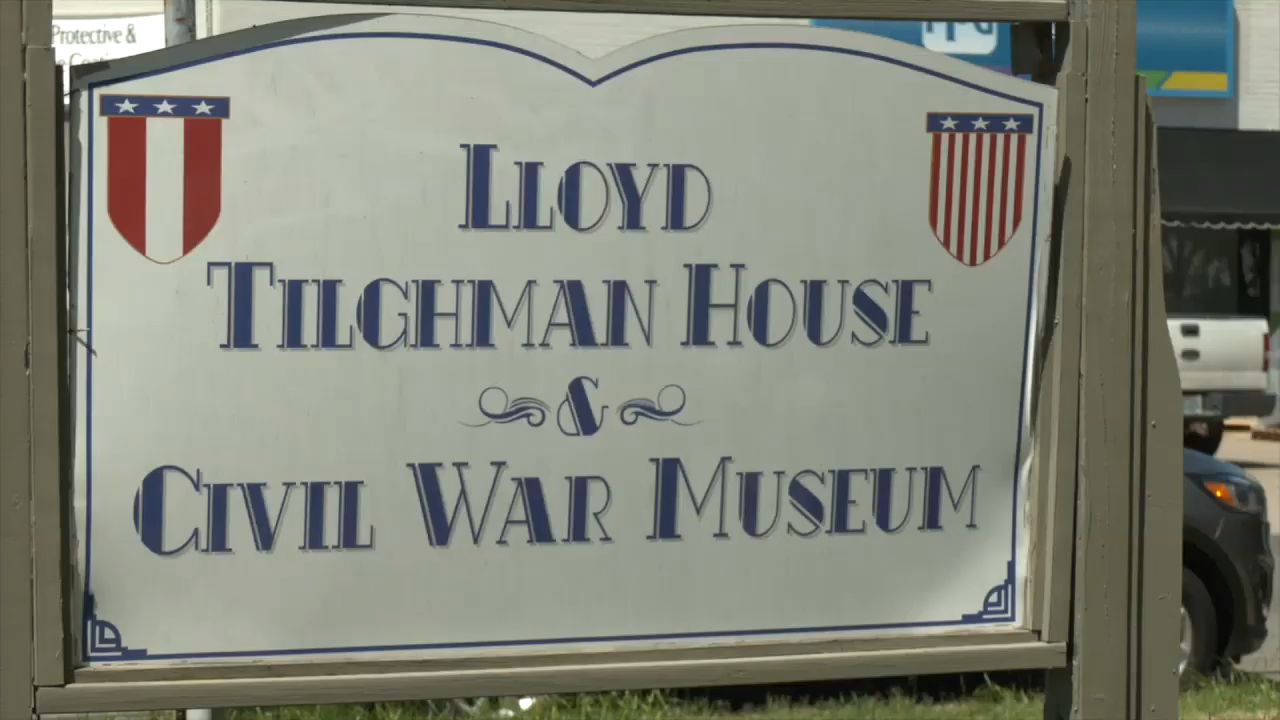 Protective &
LLOYD
TILGHMAN HOUSE
&
CIVIL WAR MUSEUM